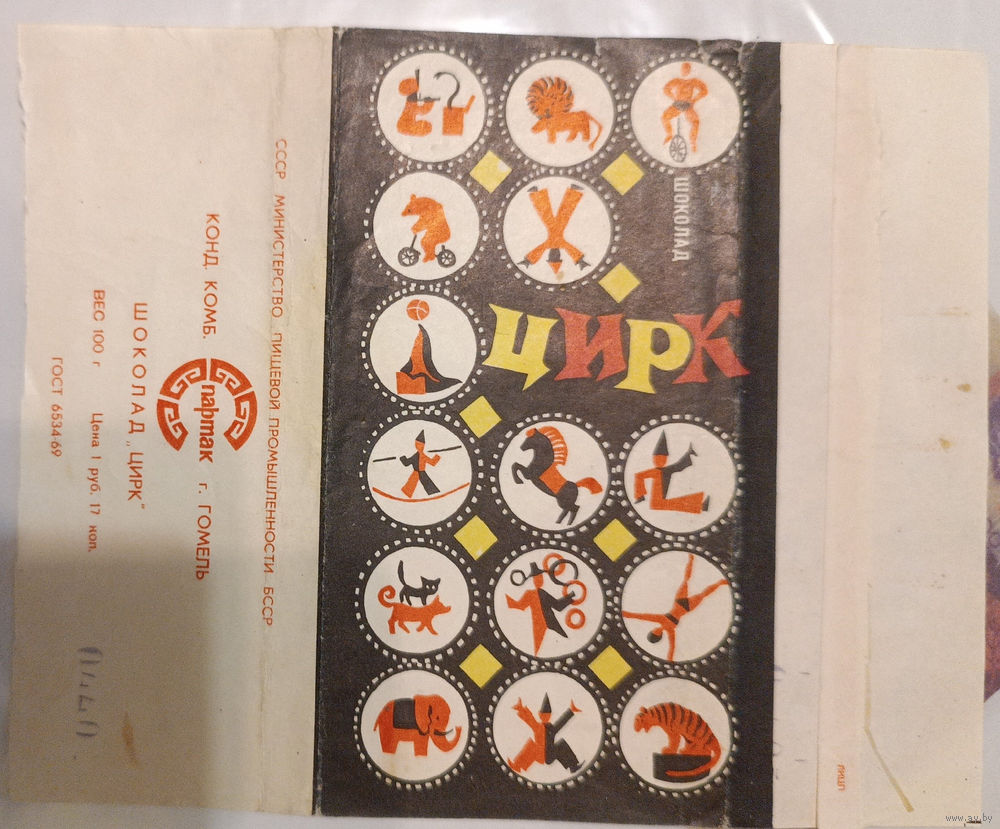 ШОКОЛАД
ЦИРК
СССР МИНИСТЕРСТВО ПИЩЕВОЙ ПРОМЫШЛЕННОСТИ БССР
КОНД. КОМБ. спартак г. ГОМЕЛЬ
ШОКОЛАД „ЦИРК"
ВЕС 100 г Цена 1 руб. 17 коп.
ГОСТ 6534-69
www.ay.by